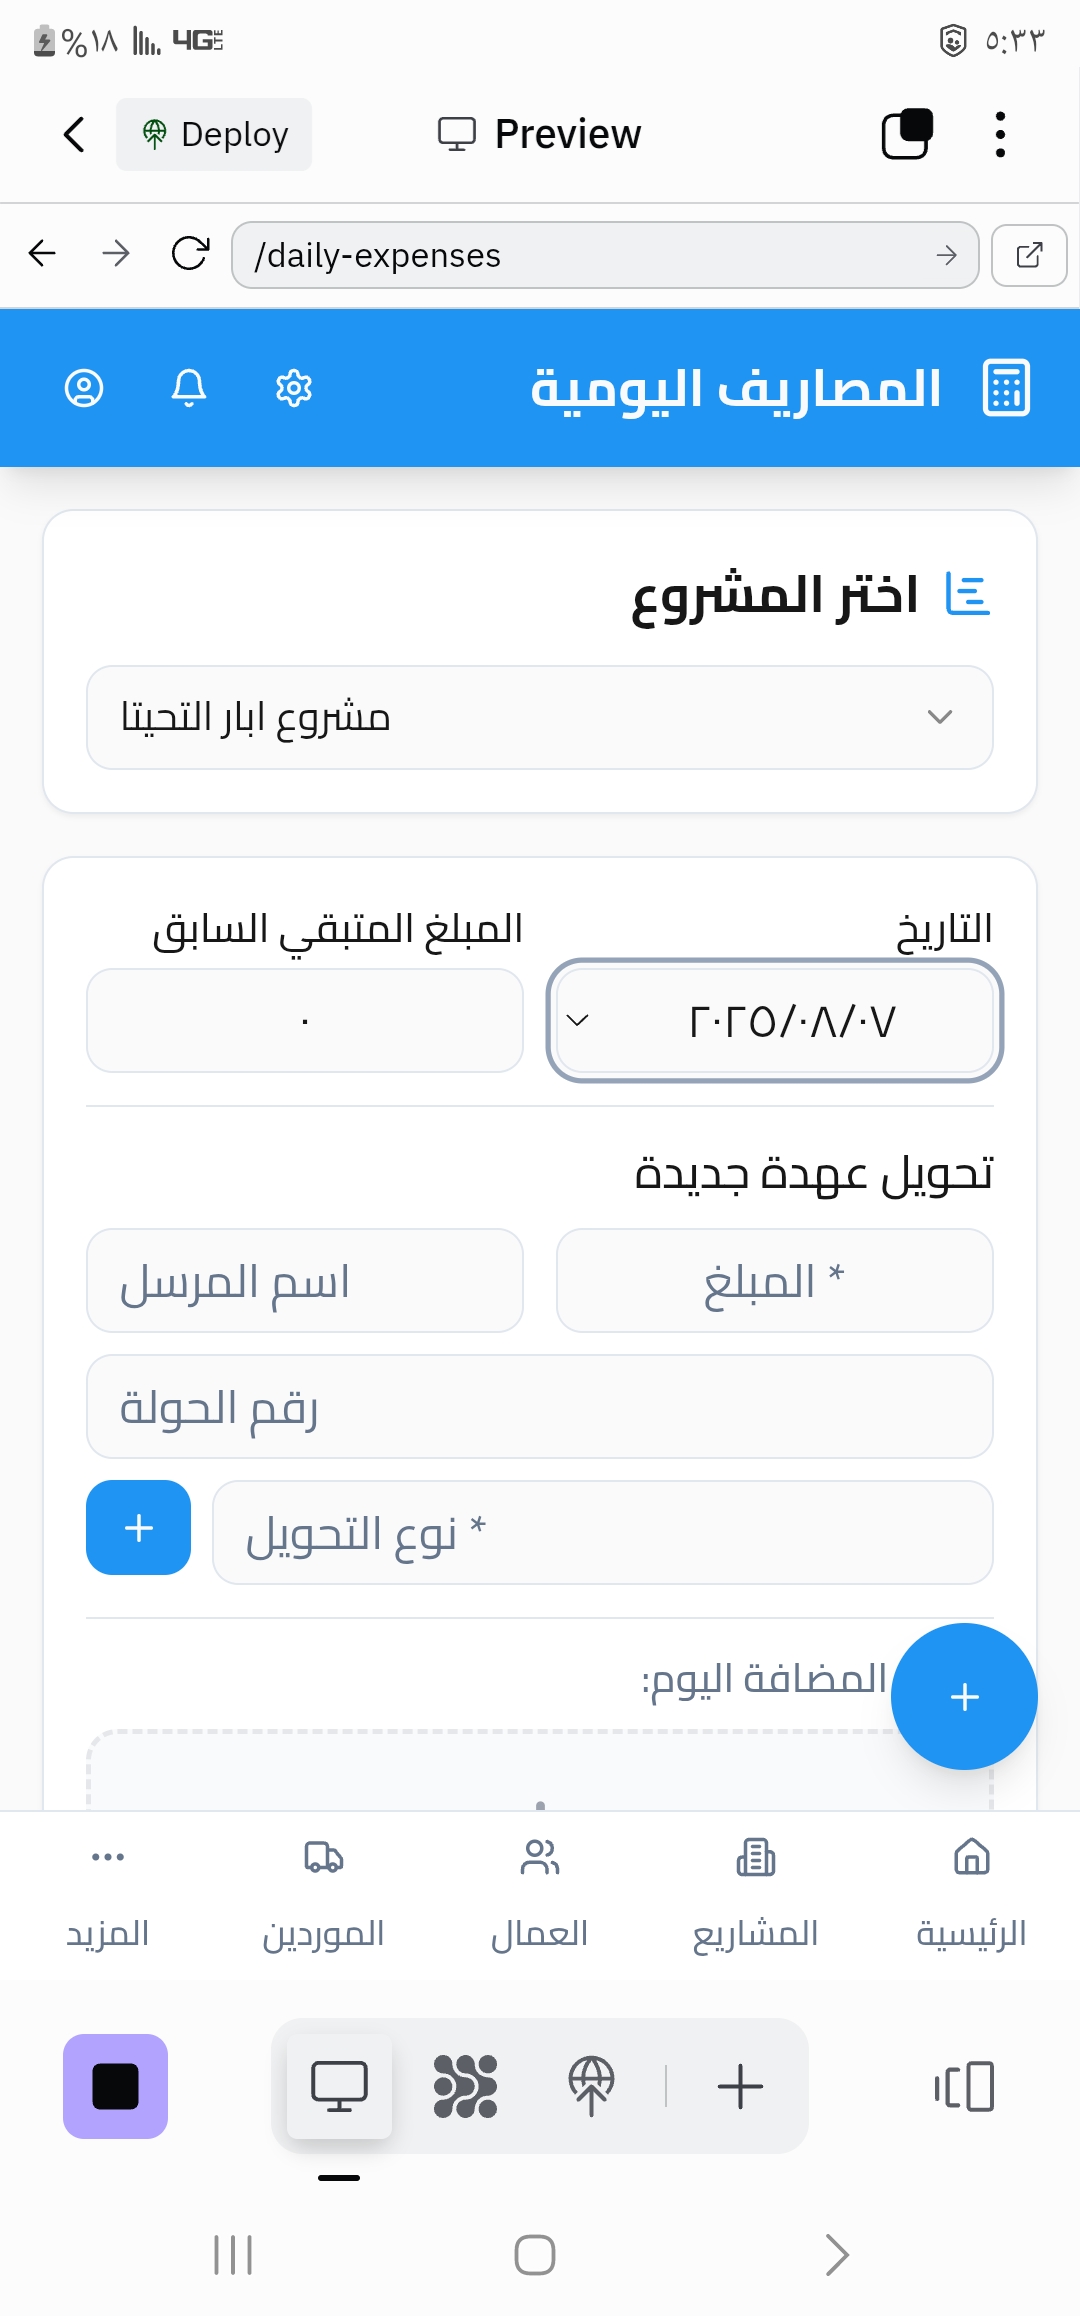 %١٨ 4G LTE ٥:٣٣
Deploy Preview
/daily-expenses
المصاريف اليومية
اختر المشروع
مشروع ابار التحيتا
التاريخ المبلغ المتبقي السابق
٢٠٢٥/٠٨/٠٧ ٠
تحويل عهدة جديدة
* المبلغ اسم المرسل
رقم الحولة
* نوع التحويل
المضافة اليوم:
الرئيسية المشاريع العمال الموردين المزيد